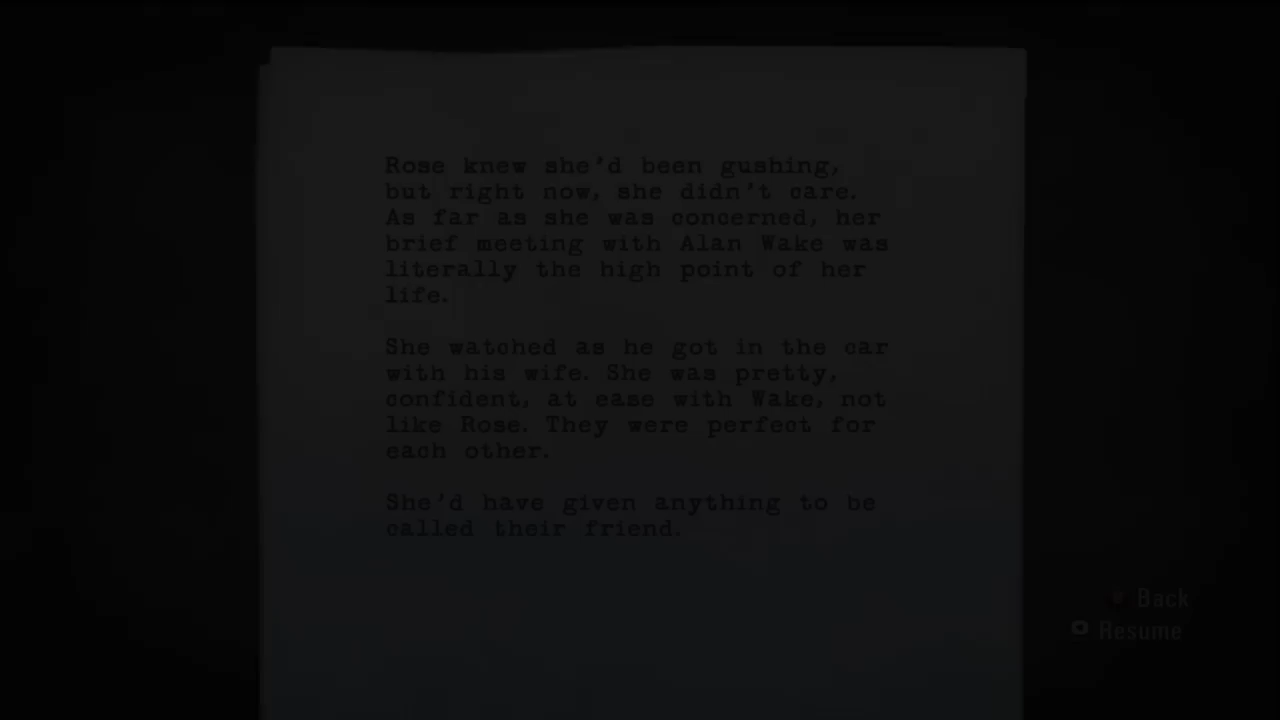 Rose knew she'd been gushing,
but right now, she didn't care.
As far as she was concerned, her
brief meeting with Alan Wake was
literally the high point of her
life.
She watched as he got in the car
with his wife. She was pretty,
confident, at ease with Wake, not
like Rose. They were perfect for
each other.
She'd have given anything to be
called their friend.
Back
Resume